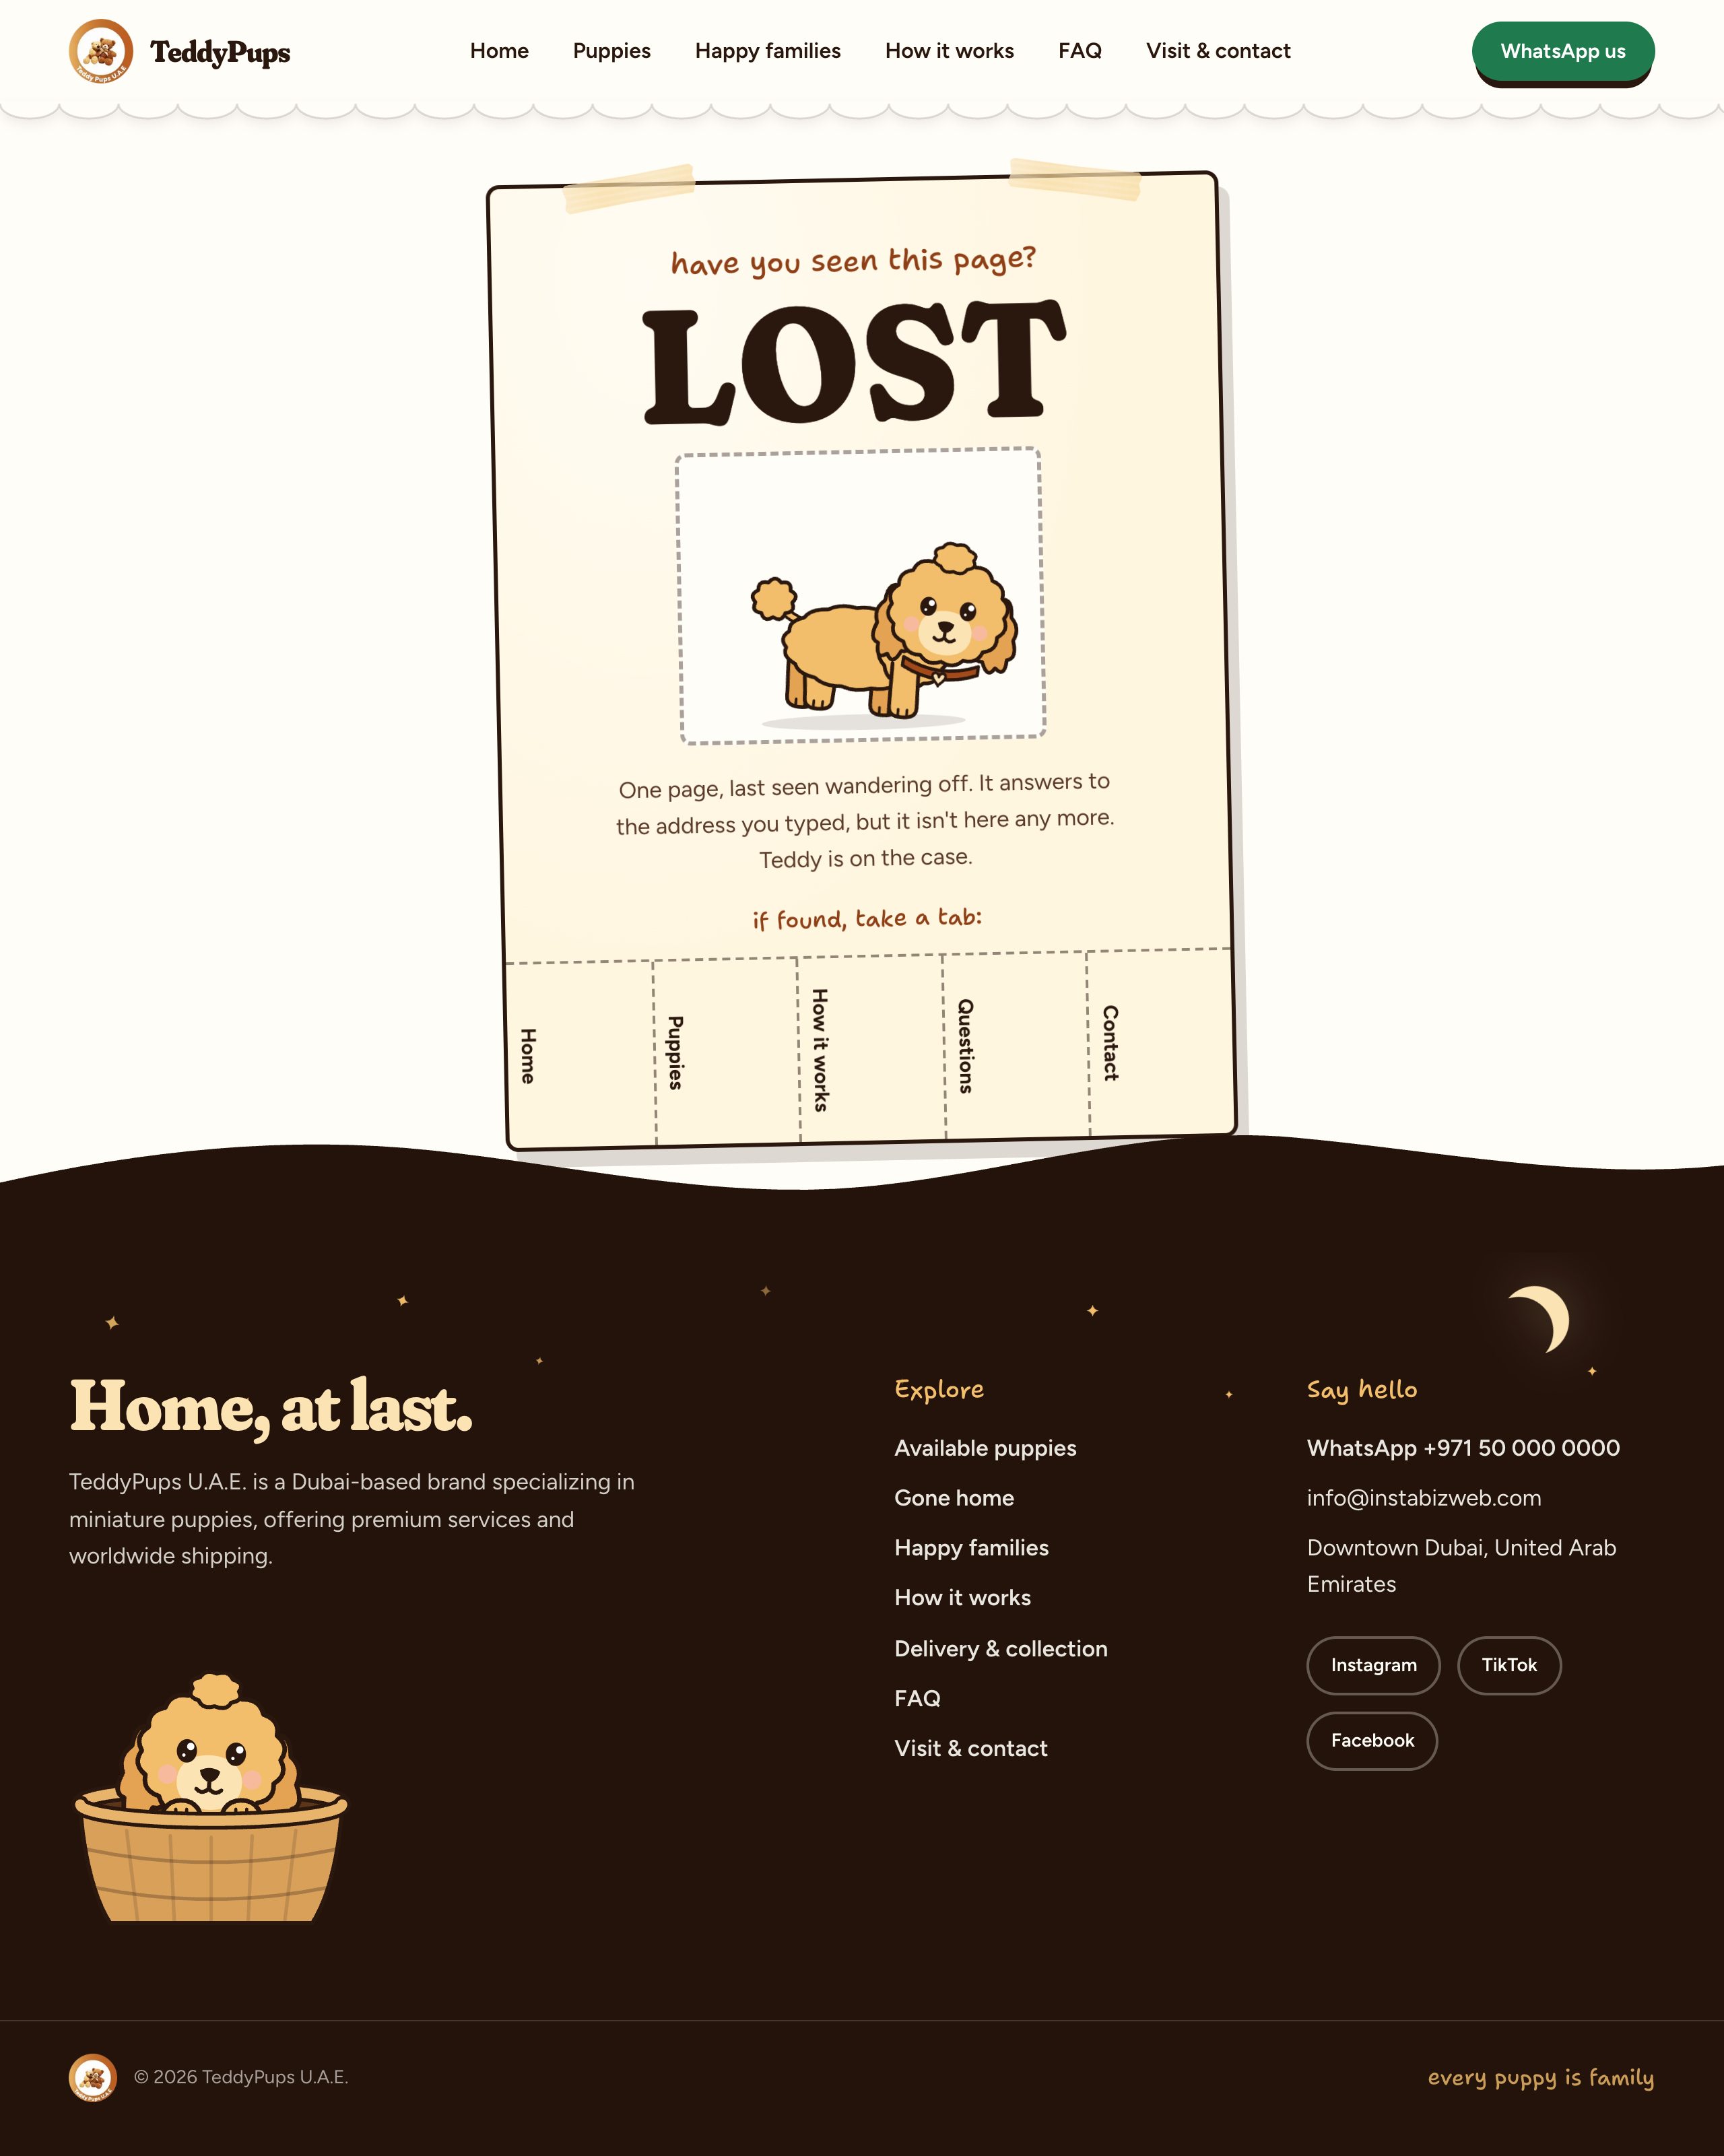 Teddy Pups U.A.E
TeddyPups
Home
Puppies
Happy families
How it works
FAQ
Visit & contact
WhatsApp us
have you seen this page?
LOST
One page, last seen wandering off. It answers to
the address you typed, but it isn't here any more.
Teddy is on the case.
if found, take a tab:
Home
Puppies
How it works
Questions
Contact
Home, at last.
TeddyPups U.A.E. is a Dubai-based brand specializing in
miniature puppies, offering premium services and
worldwide shipping.
Explore
Available puppies
Gone home
Happy families
How it works
Delivery & collection
FAQ
Visit & contact
Say hello
WhatsApp +971 50 000 0000
info@instabizweb.com
Downtown Dubai, United Arab
Emirates
Instagram
TikTok
Facebook
Teddy Pups U.A.E
© 2026 TeddyPups U.A.E.
every puppy is family